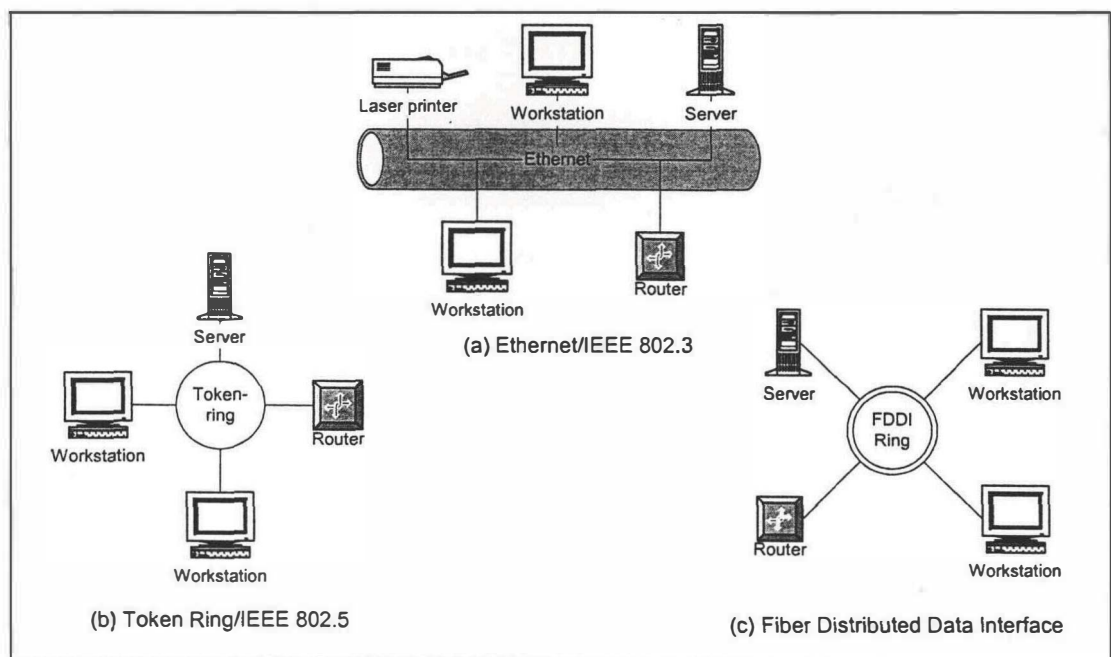 Laser printer
Workstation
Server
Ethernet
Workstation
Router
(a) Ethernet/IEEE 802.3
Server
Token-
ring
Workstation
Router
Workstation
(b) Token Ring/IEEE 802.5
Server
Workstation
FDDI
Ring
Router
Workstation
(c) Fiber Distributed Data Interface